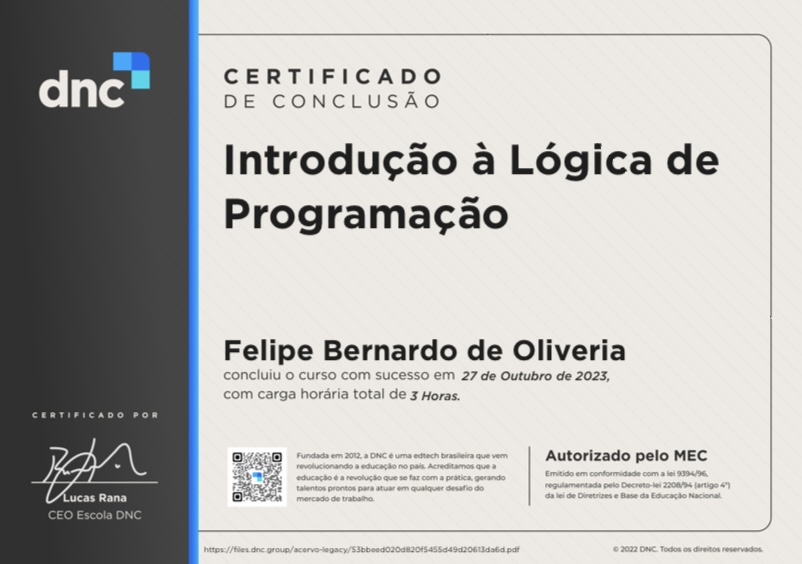 dnc
CERTIFICADO
DE CONCLUSÃO
Introdução à Lógica de
Programação
Felipe Bernardo de Oliveria
concluiu o curso com sucesso em 27 de Outubro de 2023,
com carga horária total de 3 Horas.
CERTIFICADO POR
Lucas Rana
CEO Escola DNC
Fundada em 2012, a DNC é uma edtech brasileira que vem
revolucionando a educação no país. Acreditamos que a
educação é a revolução que se faz com a prática, gerando
talentos prontos para atuar em qualquer desafio do
mercado de trabalho.
Autorizado pelo MEC
Emitido em conformidade com a lei 9394/96,
regulamentada pelo Decreto-lei 2208/94 (artigo 4°)
da lei de Diretrizes e Base da Educação Nacional.
https://files.dnc.group/acervo-legacy/53bbeed020d820f5455d49d20613da6d.pdf
© 2022 DNC. Todos os direitos reservados.